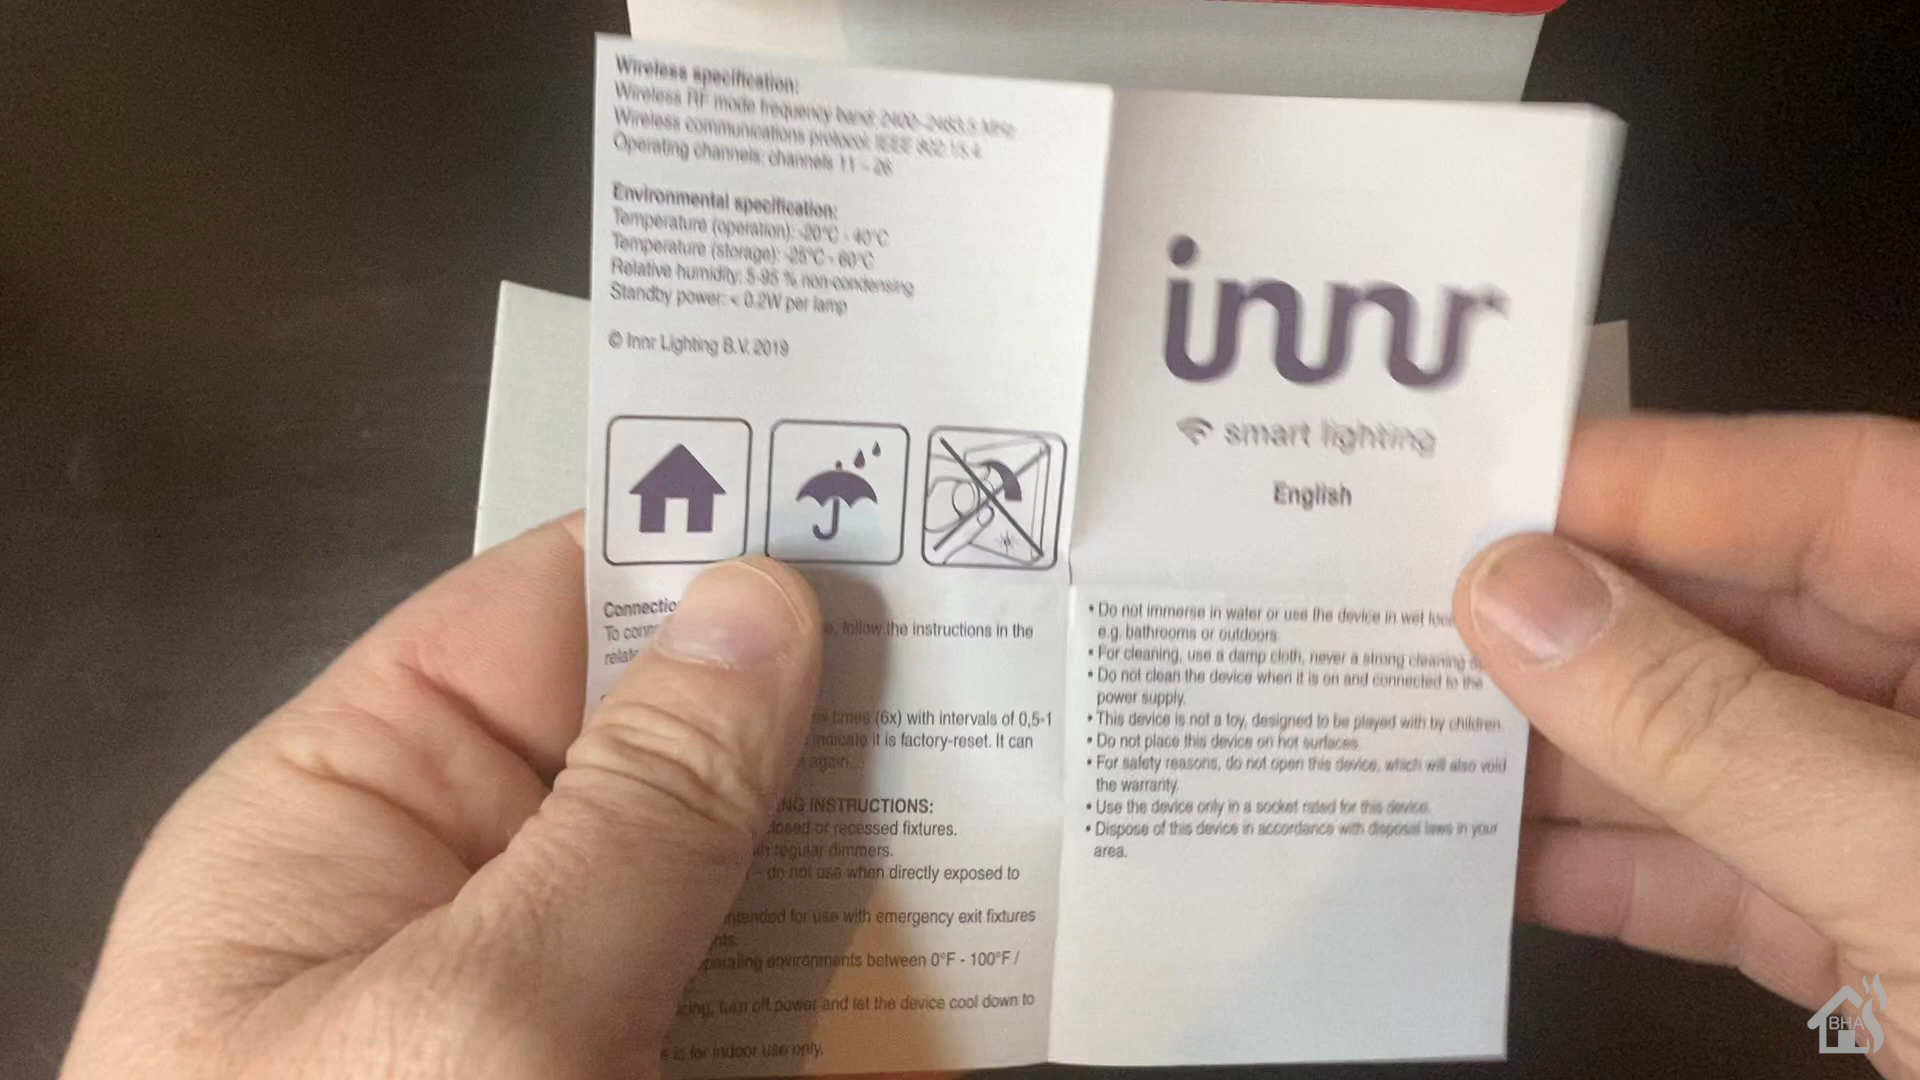 Wireless specification:
Wireless RF mode frequency band: 2400-2483,5 MHz
Wireless communications protocol: IEEE 802.15.4
Operating channels: channels 11 - 26
Environmental specification:
Temperature (operation): -20°C - 40°C
Temperature (storage): -25°C - 60°C
Relative humidity: 5-95 % non-condensing
Standby power: < 0.2W per lamp
© Innr Lighting B.V. 2019
innr
smart lighting
English
To
follow the instructions in the
times (6x) with intervals of 0,5-1
indicate it is factory-reset. It can
again.
INSTRUCTIONS:
or recessed fixtures.
regular dimmers.
– do not use when directly exposed to
for use with emergency exit fixtures
environments between 0°F - 100°F /
turn off power and let the device cool down to
is for indoor use only.
• Do not immerse in water or use the device in wet
e.g. bathrooms or outdoors.
• For cleaning, use a damp cloth, never a strong cleaning
• Do not clean the device when it is on and connected to the
power supply.
• This device is not a toy, designed to be played with by children.
• Do not place this device on hot surfaces.
• For safety reasons, do not open this device, which will also void
the warranty.
• Use the device only in a socket rated for this device.
• Dispose of this device in accordance with disposal laws in your
area.
BHA